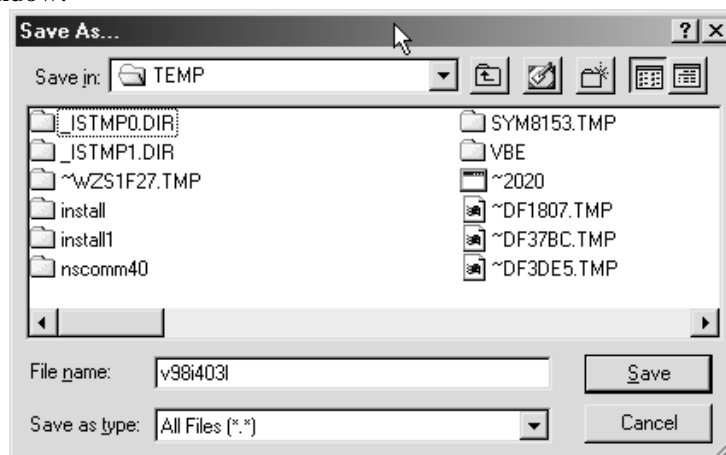 Save As...
Save in: TEMP
_ISTMP0.DIR
_ISTMP1.DIR
~WZS1F27.TMP
install
install1
nscomm40
SYM8153.TMP
VBE
~2020
~DF1807.TMP
~DF37BC.TMP
~DF3DE5.TMP
File name: v98i403l Save
Save as type: All Files (*.*) Cancel